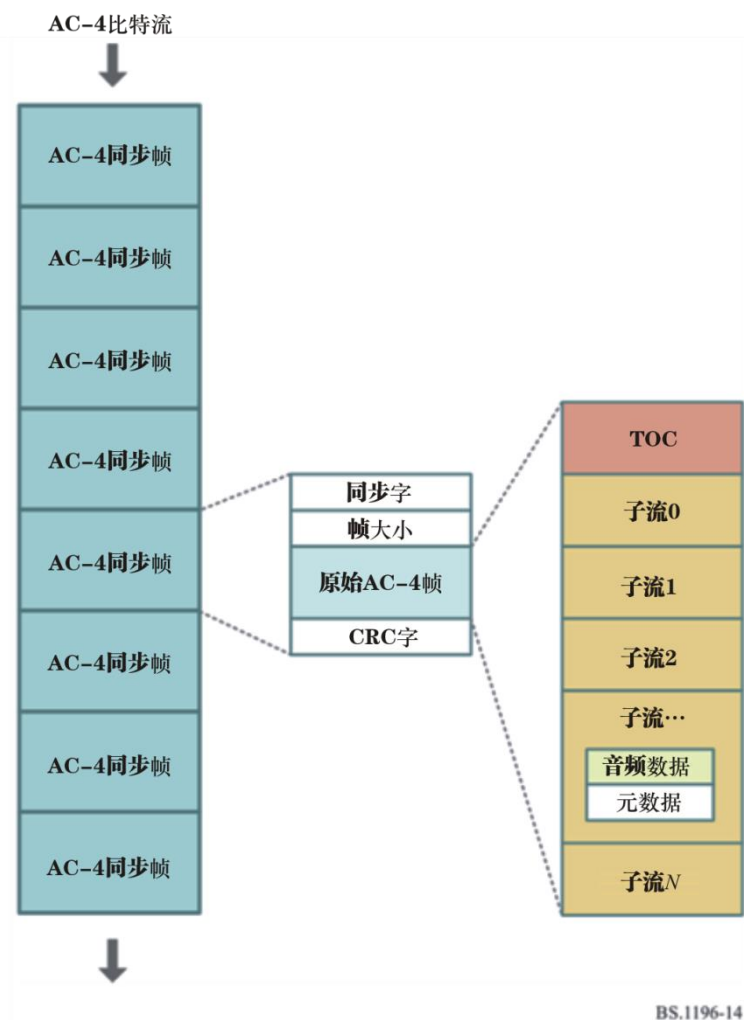 AC-4比特流
AC-4同步帧
AC-4同步帧
AC-4同步帧
AC-4同步帧
AC-4同步帧
AC-4同步帧
AC-4同步帧
AC-4同步帧
同步字
帧大小
原始AC-4帧
CRC字
TOC
子流0
子流1
子流2
子流…
音频数据
元数据
子流N
BS.1196-14